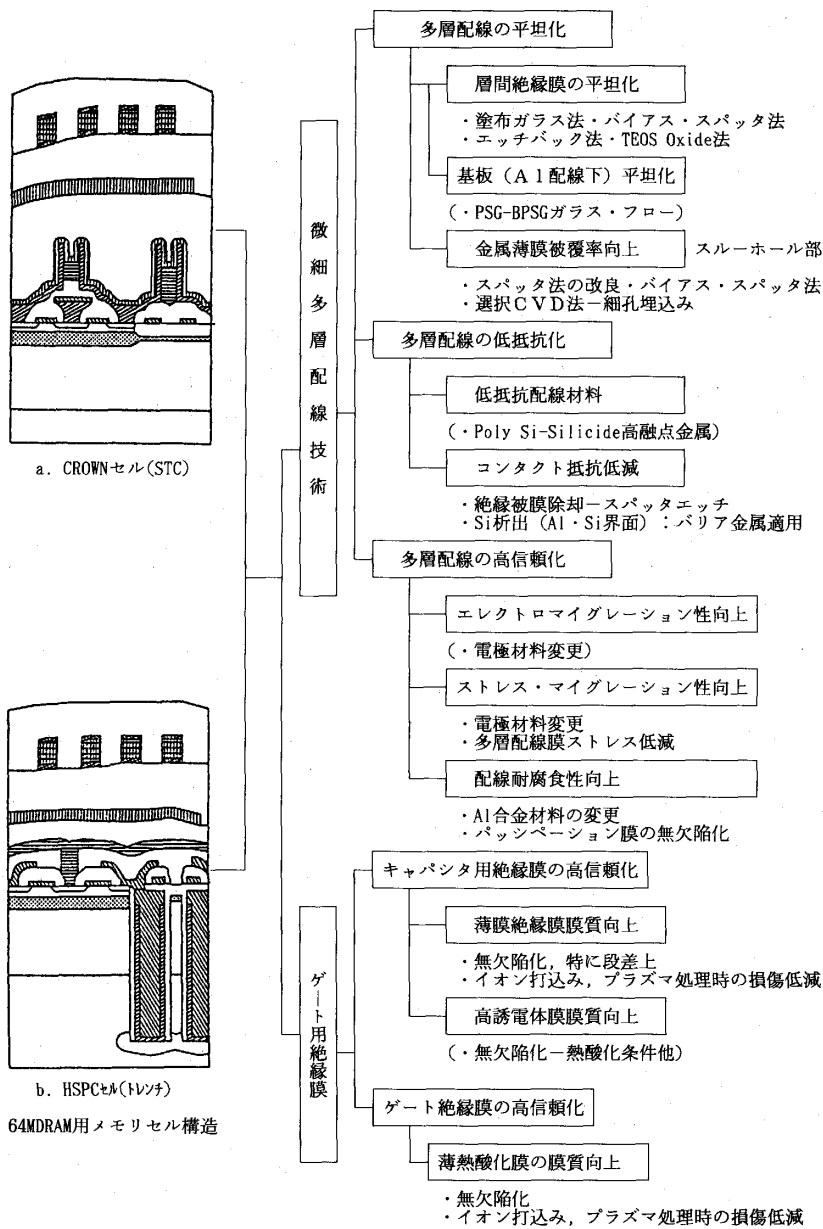 多層配線の平坦化
層間絶縁膜の平坦化
・塗布ガラス法・バイアス・スパッタ法
・エッチバック法・TEOS Oxide法
基板（Al配線下）平坦化
（・PSG-BPSGガラス・フロー）
金属薄膜被覆率向上 スルーホール部
・スパッタ法の改良・バイアス・スパッタ法
・選択CVD法－細孔埋込み
微細多層配線技術
多層配線の低抵抗化
低抵抗配線材料
（・Poly Si-Silicide高融点金属）
コンタクト抵抗低減
・絶縁被膜除却－スパッタエッチ
・Si析出（Al・Si界面）：バリア金属適用
a. CROWNセル(STC)
多層配線の高信頼化
エレクトロマイグレーション性向上
（・電極材料変更）
ストレス・マイグレーション性向上
・電極材料変更
・多層配線膜ストレス低減
配線耐腐食性向上
・Al合金材料の変更
・パッシペーション膜の無欠陥化
ゲート用絶縁膜
キャパシタ用絶縁膜の高信頼化
薄膜絶縁膜膜質向上
・無欠陥化，特に段差上
・イオン打込み，プラズマ処理時の損傷低減
高誘電体膜膜質向上
（・無欠陥化－熱酸化条件他）
b. HSPCセル(トレンチ)
64MDRAM用メモリセル構造
ゲート絶縁膜の高信頼化
薄熱酸化膜の膜質向上
・無欠陥化
・イオン打込み，プラズマ処理時の損傷低減